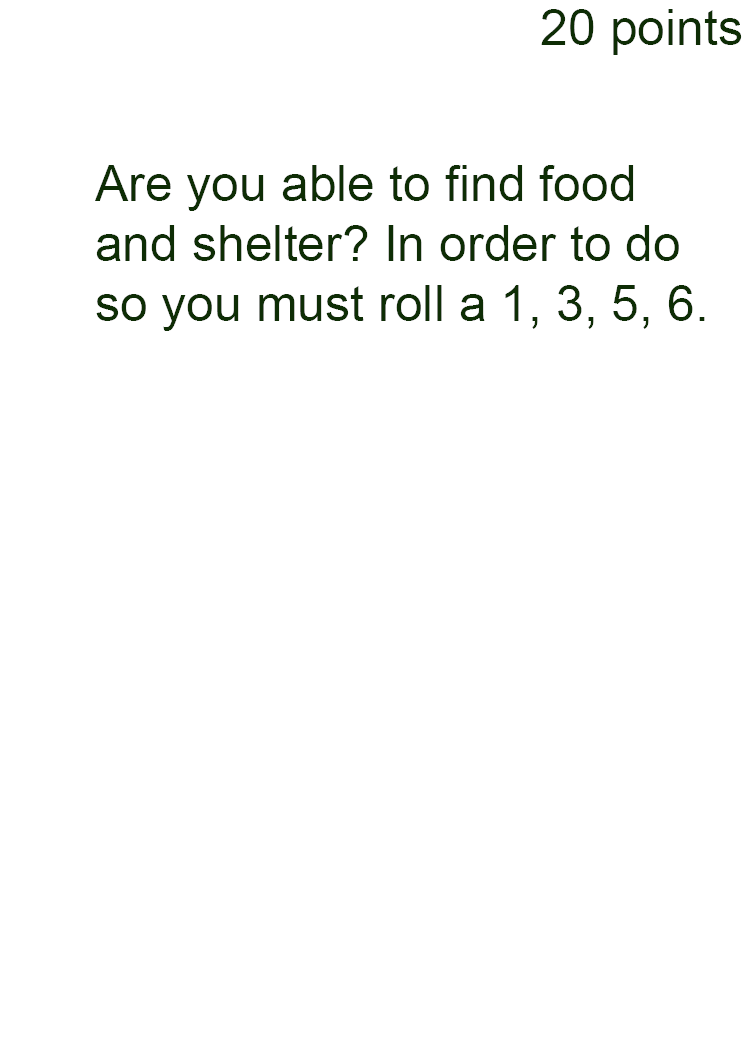 20 points
Are you able to find food
and shelter? In order to do
so you must roll a 1, 3, 5, 6.